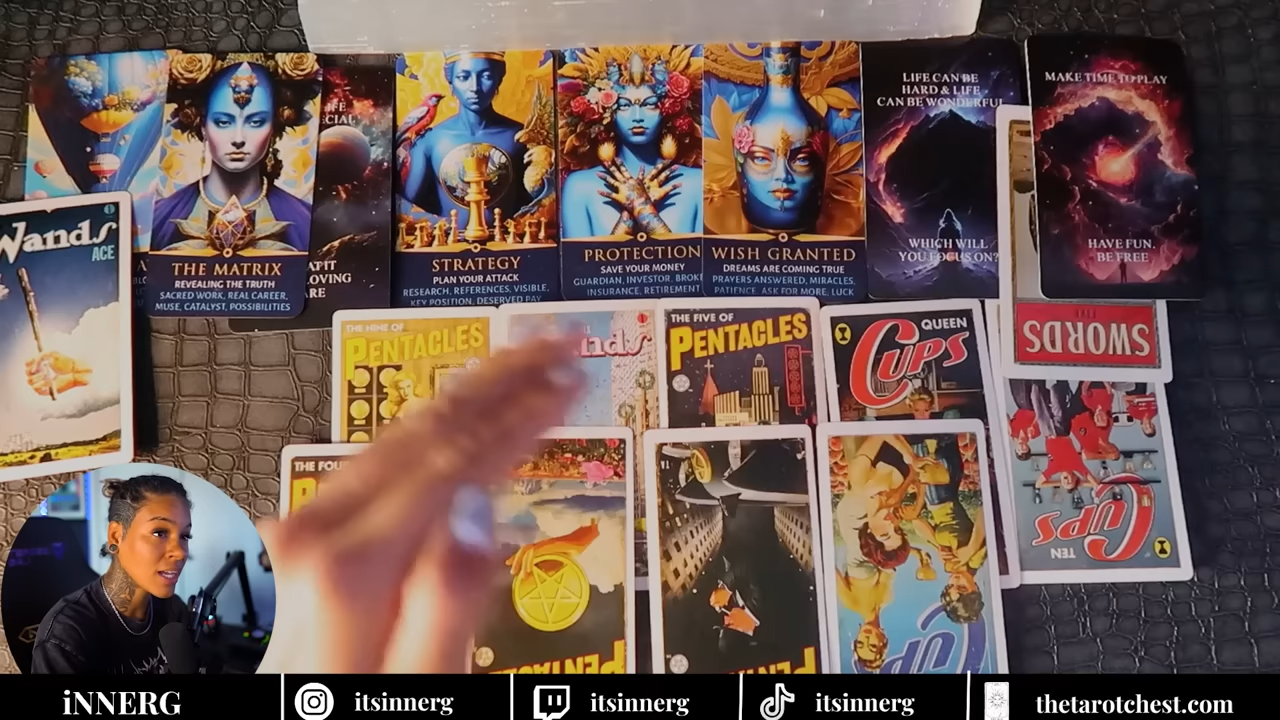 LIFE CAN BE
HARD & LIFE
CAN BE WONDERFUL
WHICH WILL
YOU FOCUS ON?
MAKE TIME TO PLAY
HAVE FUN.
BE FREE
Wands
ACE
THE MATRIX
REVEALING THE TRUTH
SACRED WORK, REAL CAREER,
MUSE, CATALYST, POSSIBILITIES
STRATEGY
PLAN YOUR ATTACK
RESEARCH, REFERENCES, VISIBLE,
KEY POSITION, DESERVED PAY
PROTECTION
SAVE YOUR MONEY
GUARDIAN, INVESTOR,
INSURANCE, RETIREMENT
WISH GRANTED
DREAMS ARE COMING TRUE
PRAYERS ANSWERED, MIRACLES,
PATIENCE, ASK FOR MORE, LUCK
THE NINE OF
PENTACLES
THE FIVE OF
PENTACLES
QUEEN
CUPS
FIVE
SWORDS
THE
TEN
CUPS
CUPS
iNNERG
itsinnerg
itsinnerg
itsinnerg
thetarotchest.com